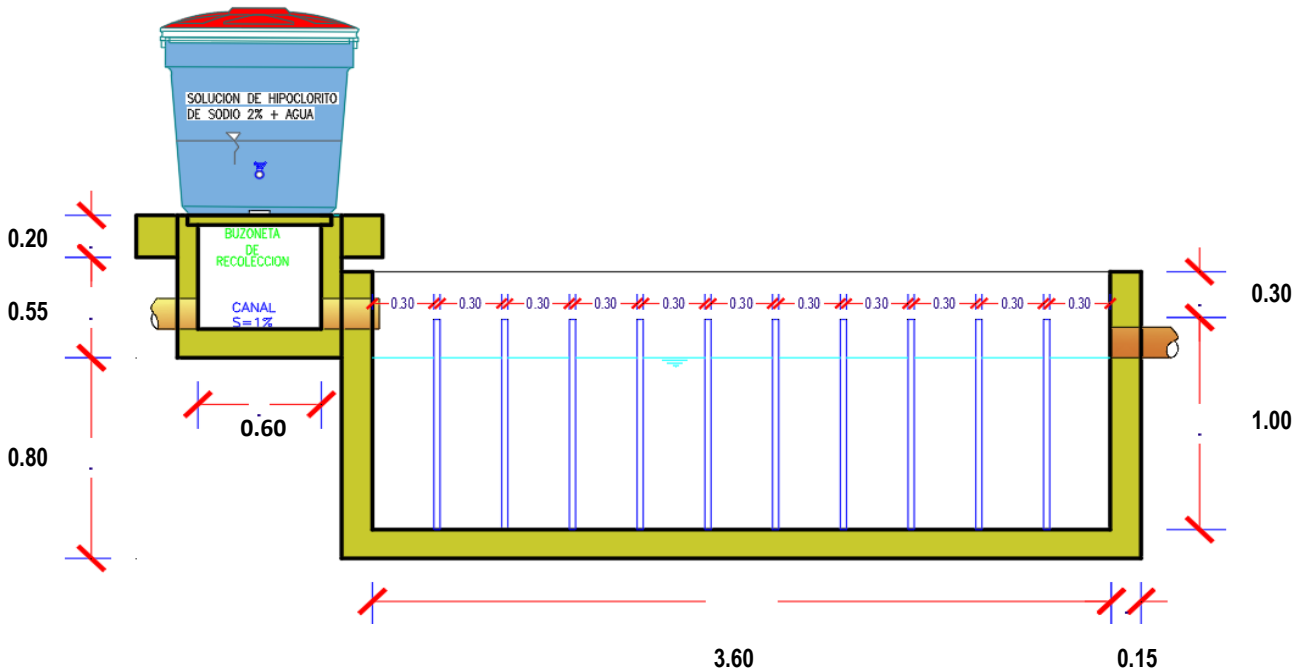 SOLUCION DE HIPOCLORITO
DE SODIO 2% + AGUA
BUZONETA
DE
RECOLECCION
CANAL
S=1%
0.20
0.55
0.80
0.60
0.30 0.30 0.30 0.30 0.30 0.30 0.30 0.30 0.30 0.30 0.30
0.30
1.00
3.60
0.15